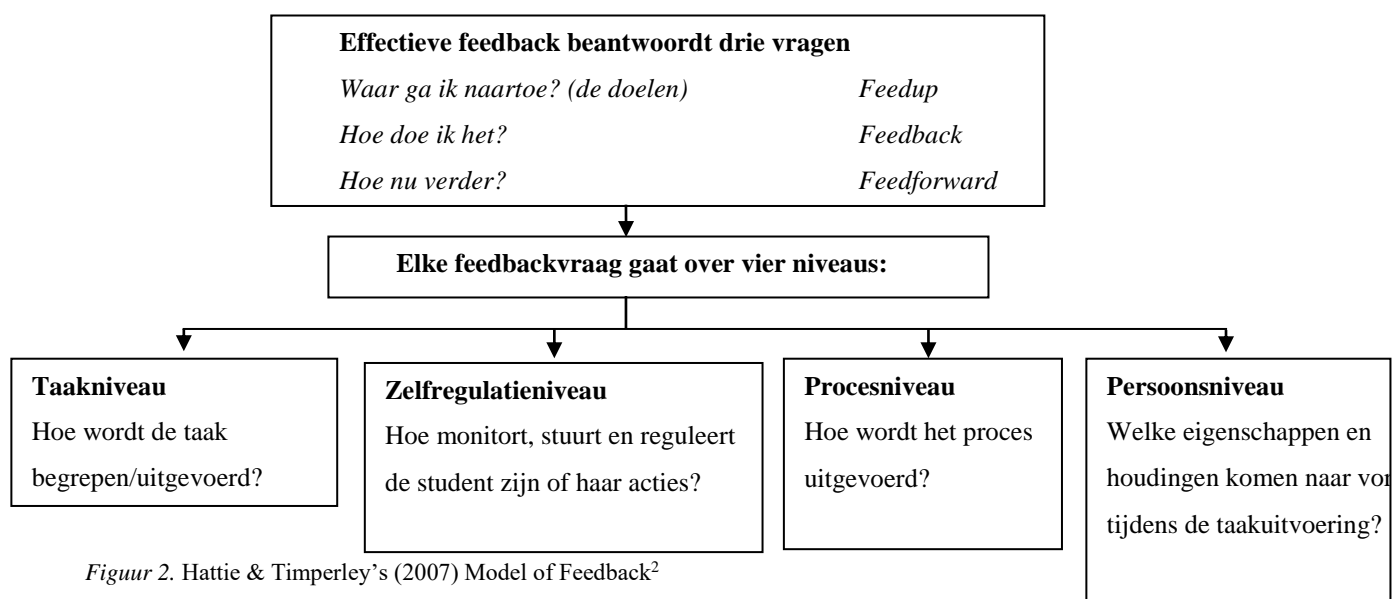 Effectieve feedback beantwoordt drie vragen
Waar ga ik naartoe? (de doelen) Feedup
Hoe doe ik het? Feedback
Hoe nu verder? Feedforward
Elke feedbackvraag gaat over vier niveaus:
Taakniveau
Hoe wordt de taak
begrepen/uitgevoerd?
Zelfregulatieniveau
Hoe monitort, stuurt en reguleert
de student zijn of haar acties?
Procesniveau
Hoe wordt het proces
uitgevoerd?
Persoonsniveau
Welke eigenschappen en
houdingen komen naar vor
tijdens de taakuitvoering?
Figuur 2. Hattie & Timperley’s (2007) Model of Feedback²